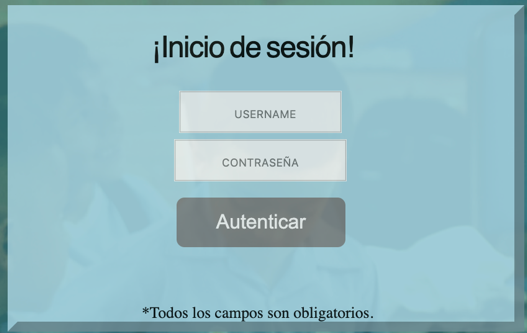 ¡Inicio de sesión!
USERNAME
CONTRASEÑA
Autenticar
*Todos los campos son obligatorios.